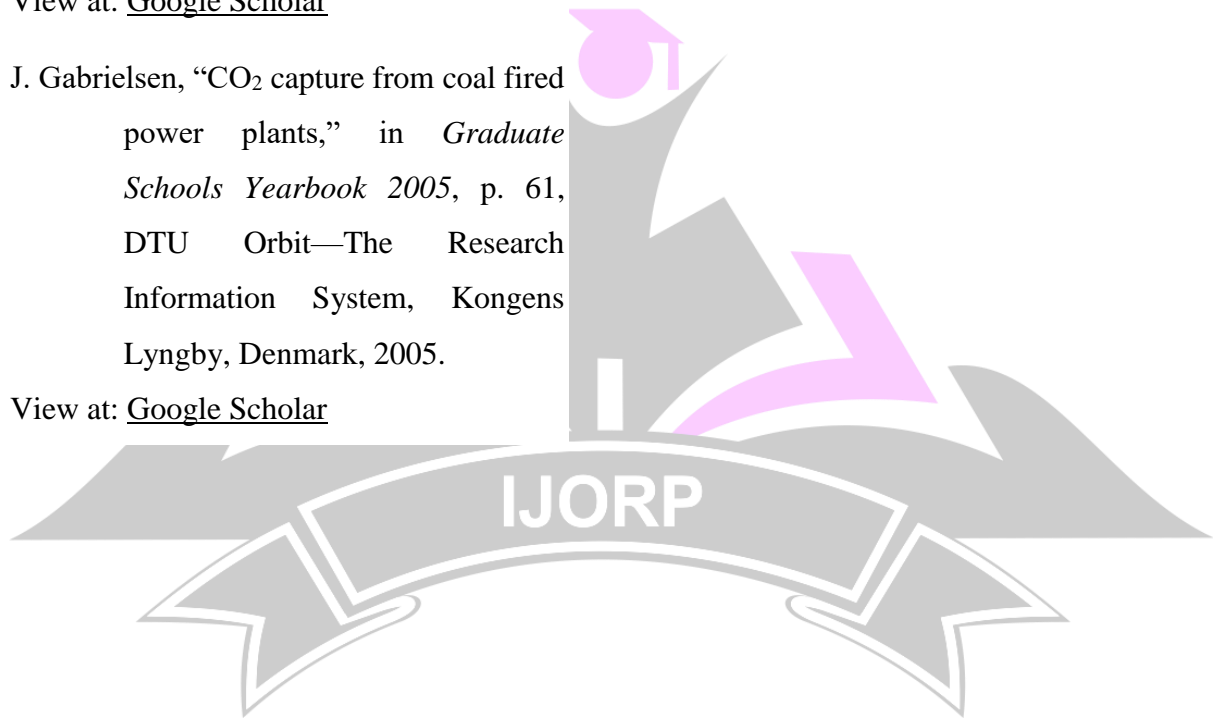 View at: Google Scholar
J. Gabrielsen, “CO₂ capture from coal fired
power plants,” in Graduate
Schools Yearbook 2005, p. 61,
DTU Orbit—The Research
Information System, Kongens
Lyngby, Denmark, 2005.
View at: Google Scholar
IJORP